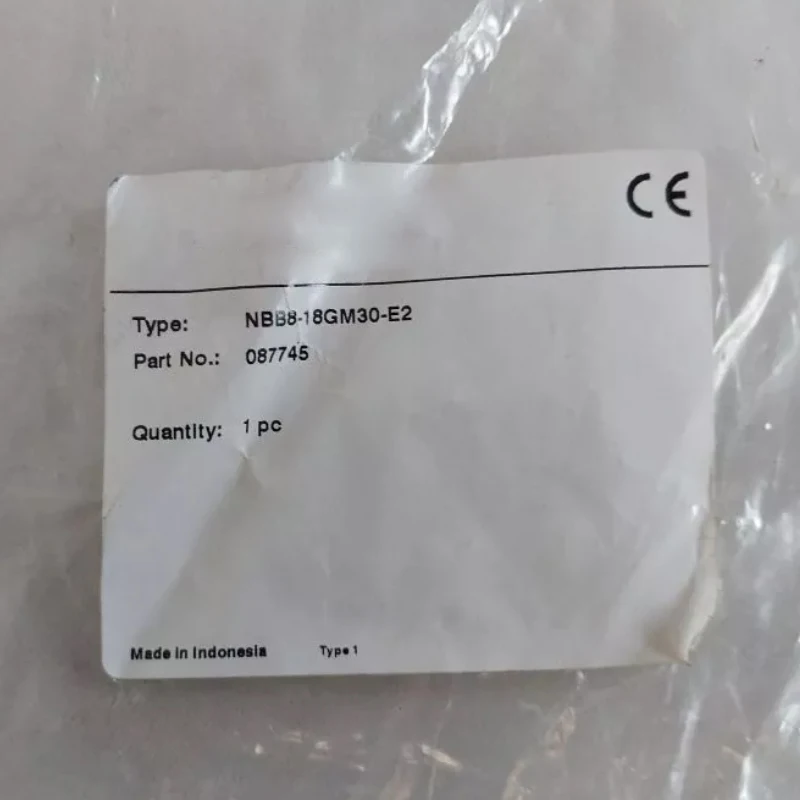 CE
Type: NBB8-18GM30-E2
Part No.: 087745
Quantity: 1 pc
Made in Indonesia Type 1